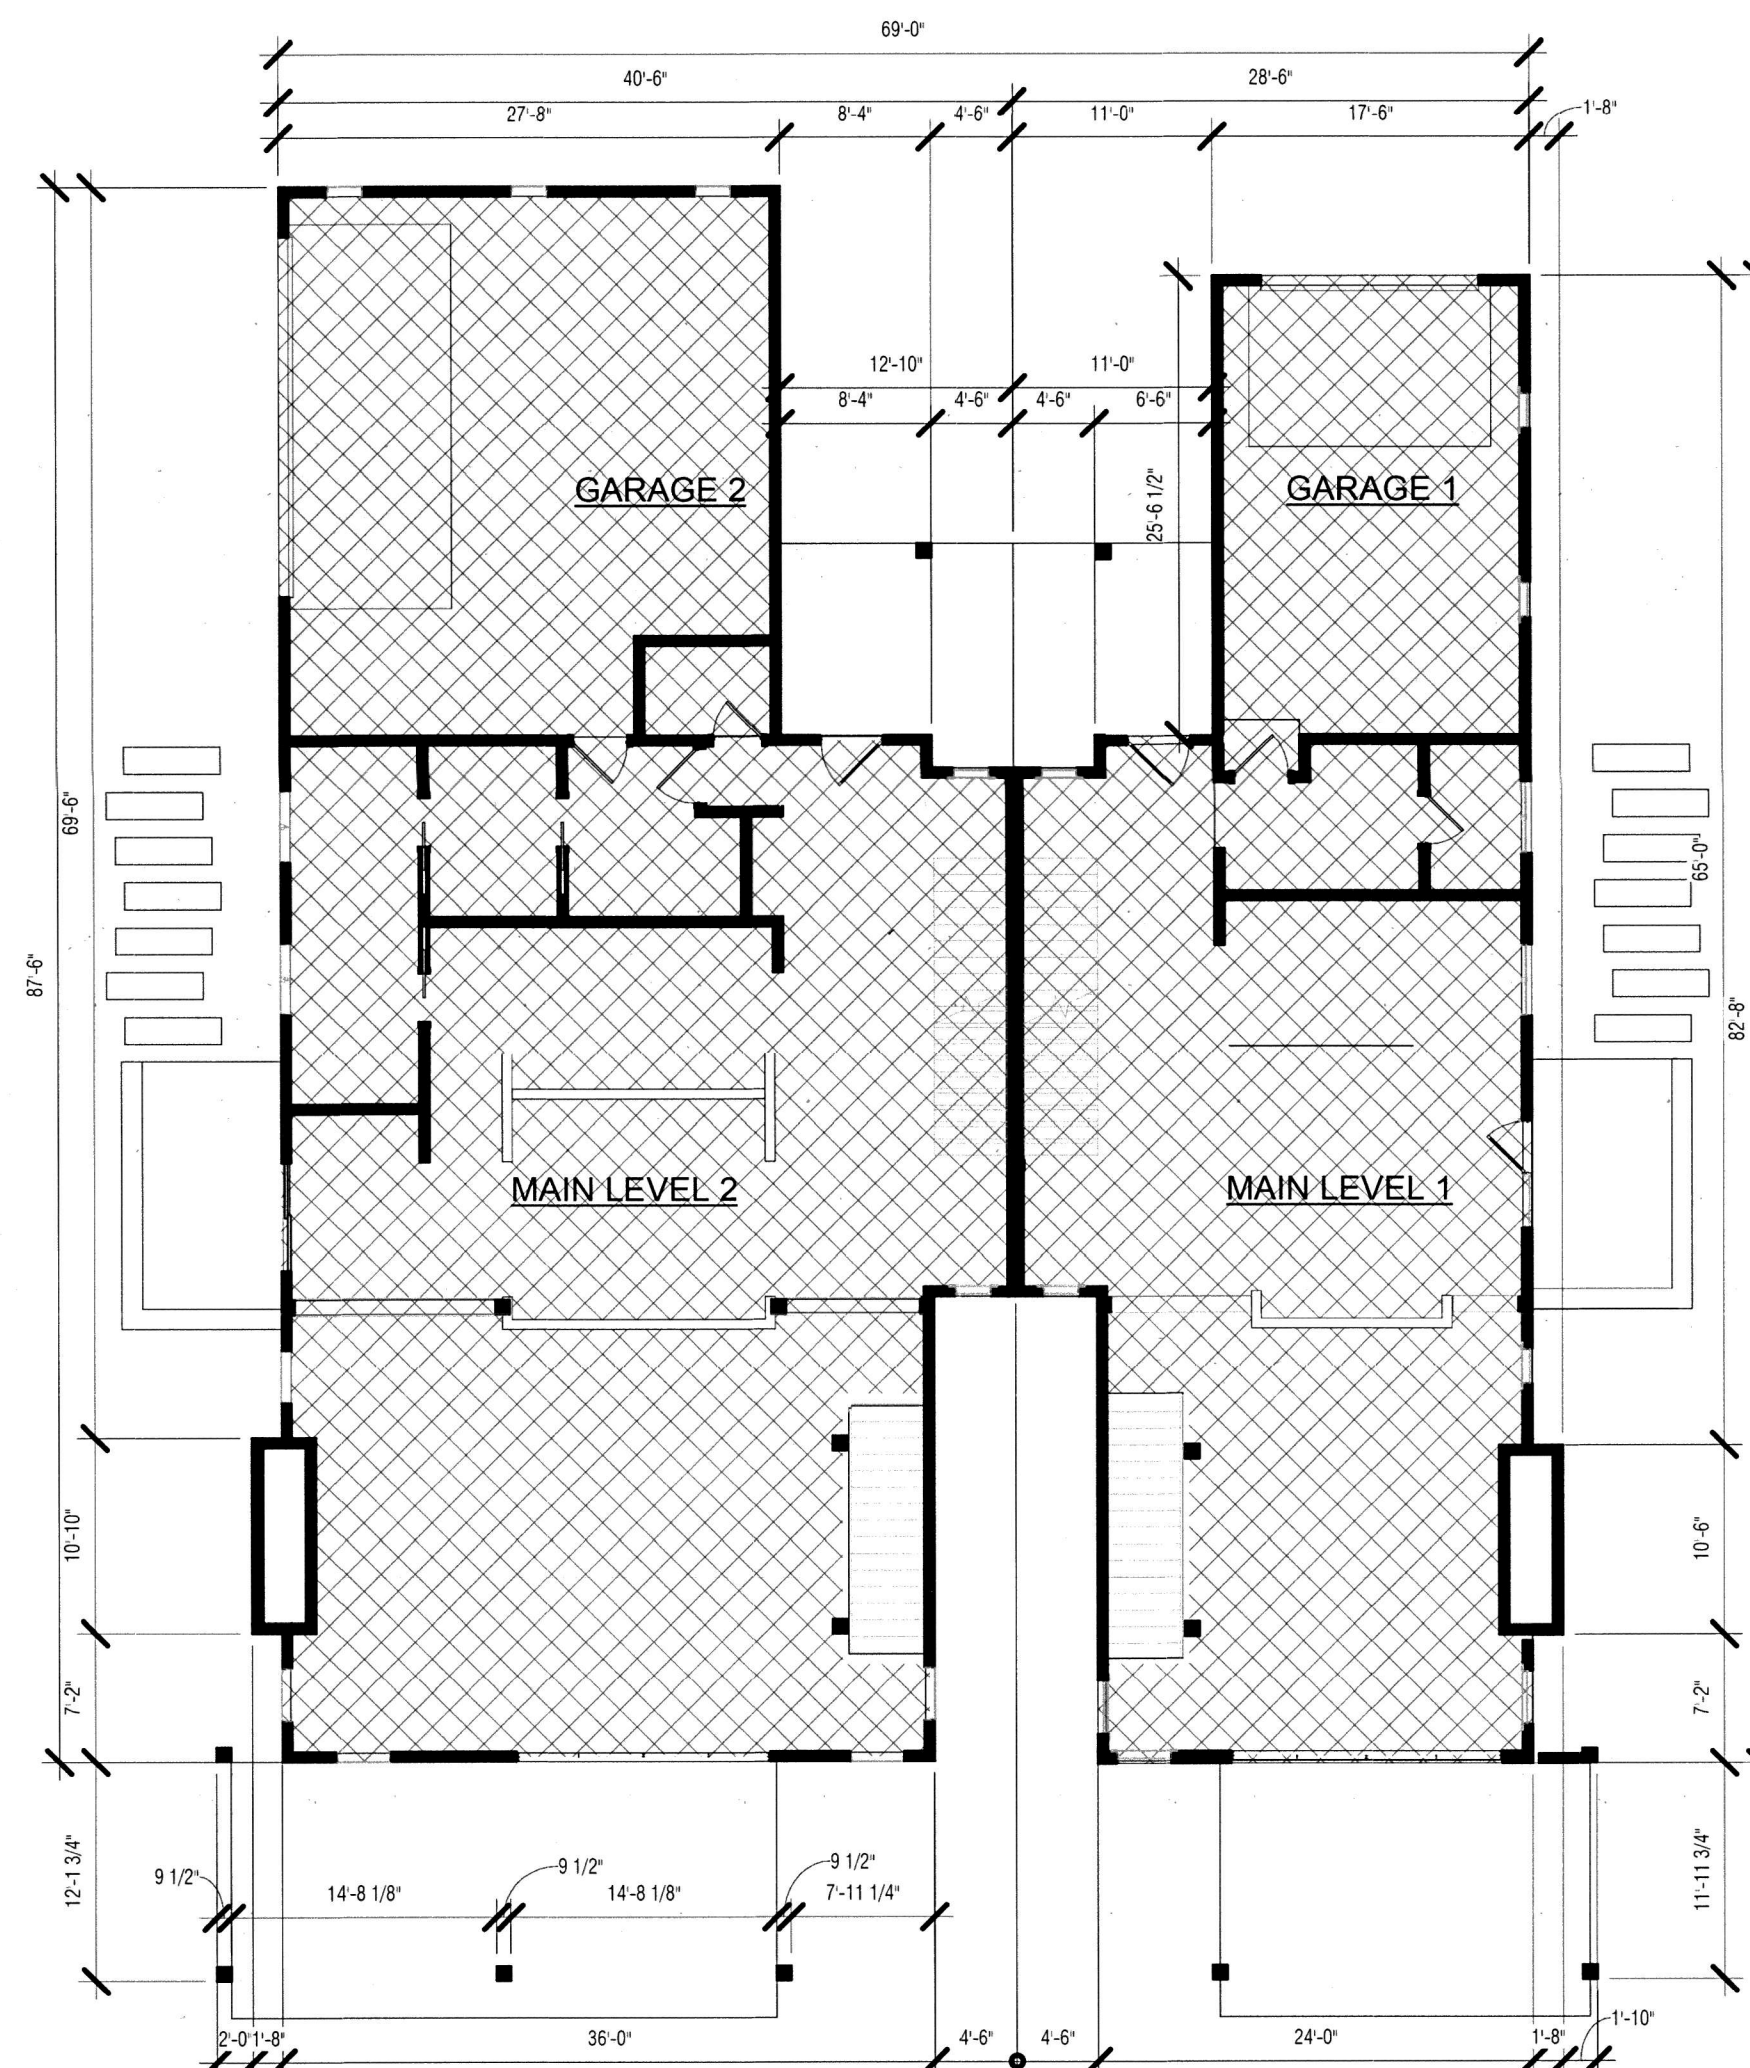 69'-0"
40'-6" 28'-6"
27'-8" 8'-4" 4'-6" 11'-0" 17'-6" 1'-8"
12'-10" 11'-0"
8'-4" 4'-6" 4'-6" 6'-6"
GARAGE 2 GARAGE 1
25'-6 1/2"
69'-6"
65'-0"
87'-6"
82'-8"
MAIN LEVEL 2 MAIN LEVEL 1
10'-10" 10'-6"
7'-2" 7'-2"
12'-1 3/4" 11'-11 3/4"
9 1/2" 9 1/2" 9 1/2"
14'-8 1/8" 14'-8 1/8" 7'-11 1/4"
1'-10"
2'-0" 1'-8" 36'-0" 4'-6" 4'-6" 24'-0" 1'-8"